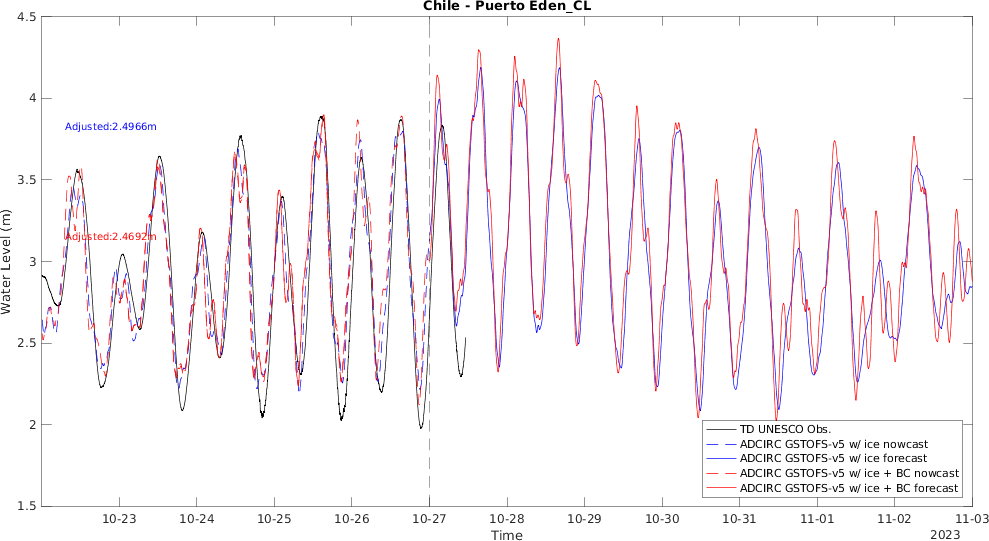 Chile - Puerto Eden_CL
4.5
4
3.5
3
2.5
2
1.5
Water Level (m)
Adjusted:2.4966m
Adjusted:2.4692m
TD UNESCO Obs.
ADCIRC GSTOFS-v5 w/ ice nowcast
ADCIRC GSTOFS-v5 w/ ice forecast
ADCIRC GSTOFS-v5 w/ ice + BC nowcast
ADCIRC GSTOFS-v5 w/ ice + BC forecast
10-23 10-24 10-25 10-26 10-27 10-28 10-29 10-30 10-31 11-01 11-02 11-03
Time
2023